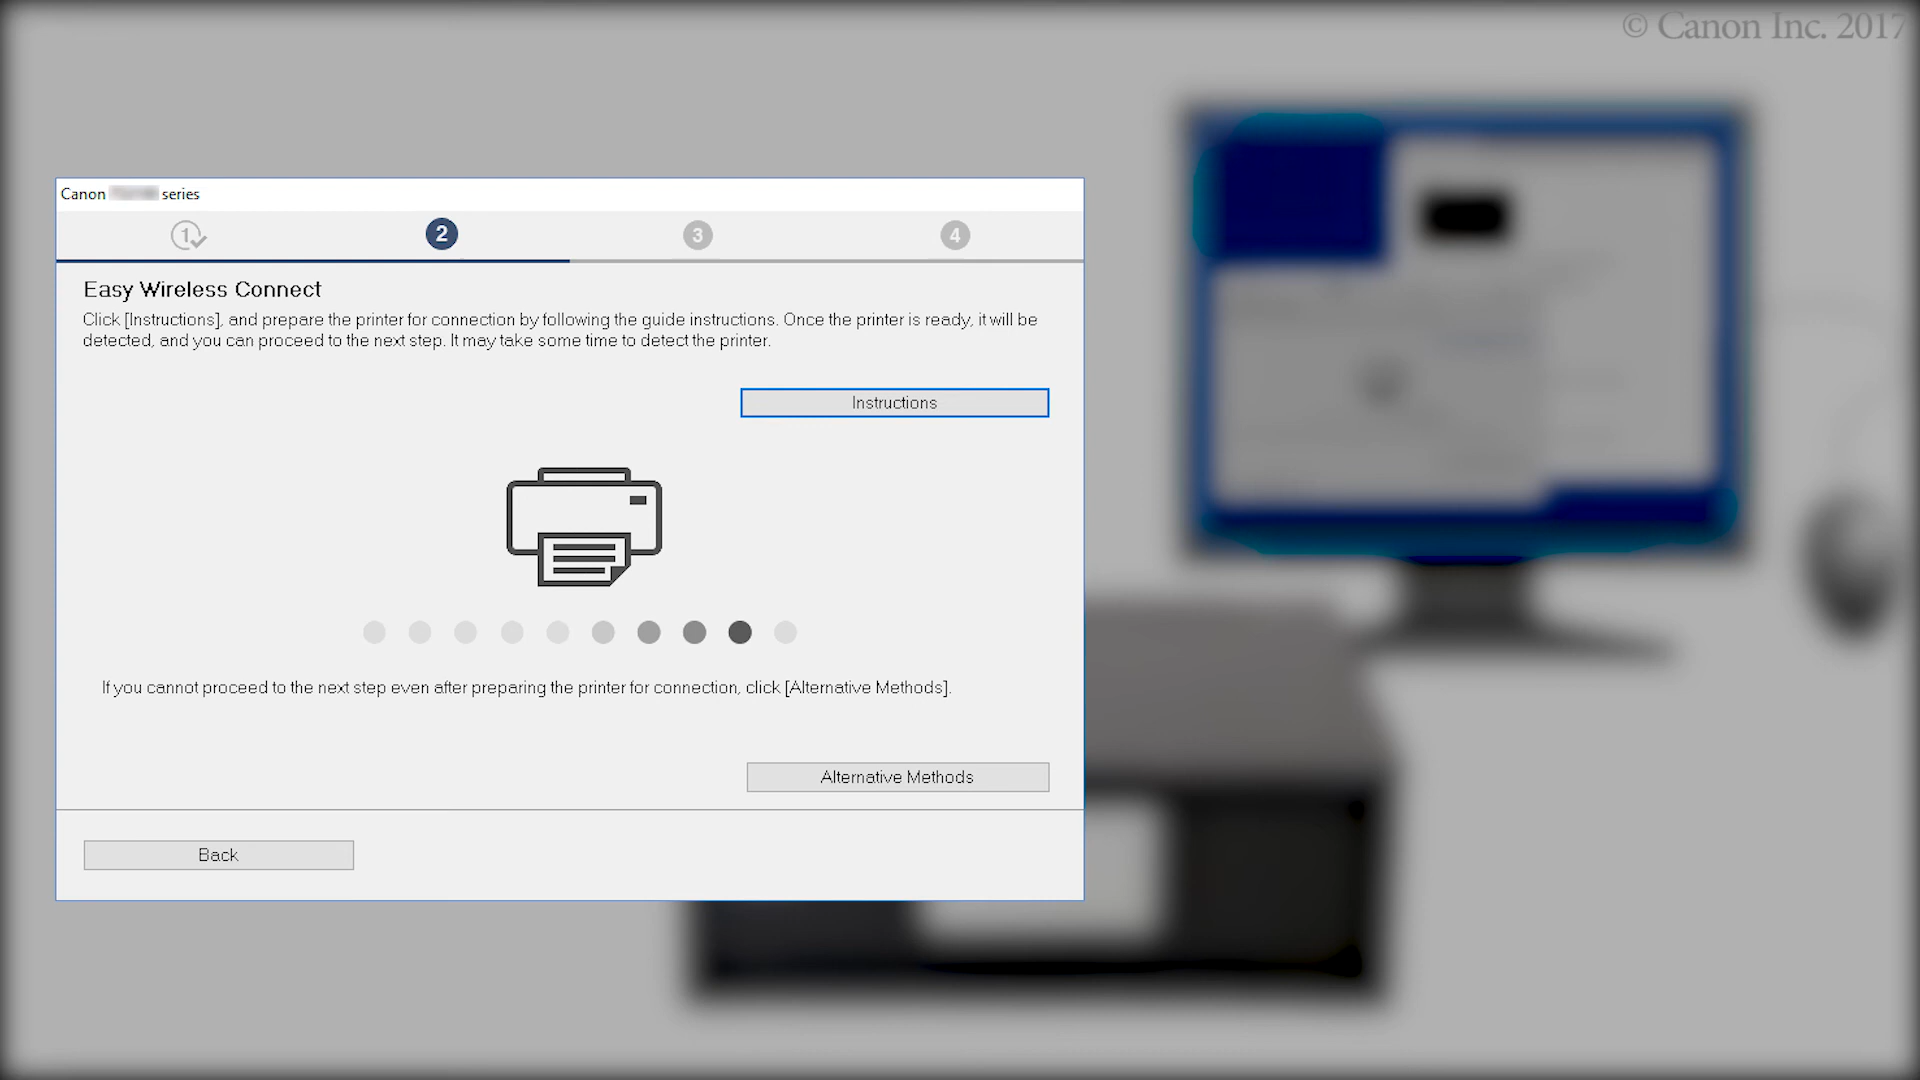 © Canon Inc. 2017
Canon series
1 2 3 4
Easy Wireless Connect
Click [Instructions], and prepare the printer for connection by following the guide instructions. Once the printer is ready, it will be
detected, and you can proceed to the next step. It may take some time to detect the printer.
Instructions
If you cannot proceed to the next step even after preparing the printer for connection, click [Alternative Methods].
Alternative Methods
Back